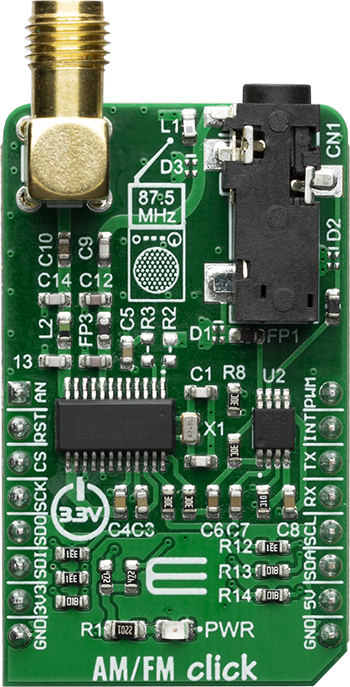 L1
CN1
D3
87.5
MHz
D2
C10
C9
C14
C12
L2
FP3
C5
R3
R2
D1
DFP1
13
C1
R8
U2
AN
RST
CS
SCK
SDO
SDI
3V3
GND
PWM
INT
TX
RX
SCL
SDA
5V
GND
X1
3.3V
C4
C3
C6
C7
C8
R12
R13
R14
R1
PWR
AM/FM click